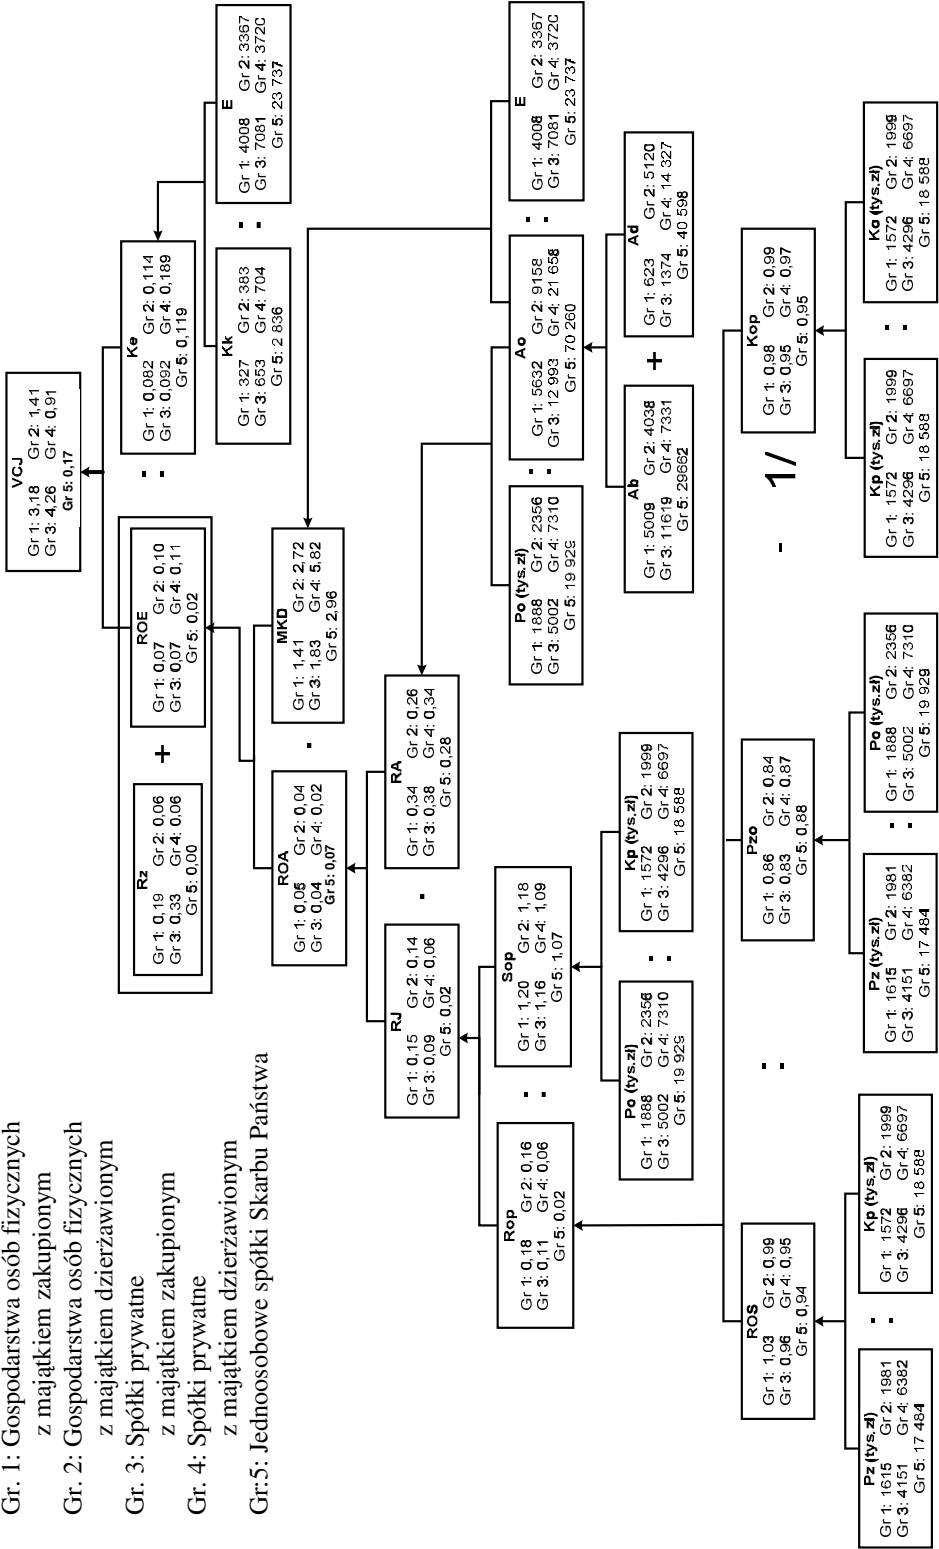 Gr. 1: Gospodarstwa osób fizycznych
z majątkiem zakupionym
Gr. 2: Gospodarstwa osób fizycznych
z majątkiem dzierżawionym
Gr. 3: Spółki prywatne
z majątkiem zakupionym
Gr. 4: Spółki prywatne
z majątkiem dzierżawionym
Gr:5: Jednoosobowe spółki Skarbu Państwa
VCJ
Gr 1: 3,18 Gr 2: 1,41
Gr 3: 4,26 Gr 4: 0,91
Gr 5: 0,17
Rz
Gr 1: 0,19 Gr 2: 0,06
Gr 3: 0,33 Gr 4: 0,06
Gr 5: 0,00
+
ROE
Gr 1: 0,07 Gr 2: 0,10
Gr 3: 0,07 Gr 4: 0,11
Gr 5: 0,02
:
Ke
Gr 1: 0,082 Gr 2: 0,114
Gr 3: 0,092 Gr 4: 0,189
Gr 5: 0,119
Kk
Gr 1: 327 Gr 2: 383
Gr 3: 653 Gr 4: 704
Gr 5: 2 836
:
E
Gr 1: 4008 Gr 2: 3367
Gr 3: 7081 Gr 4: 3720
Gr 5: 23 737
ROA
Gr 1: 0,05 Gr 2: 0,04
Gr 3: 0,04 Gr 4: 0,02
Gr 5: 0,07
·
MKD
Gr 1: 1,41 Gr 2: 2,72
Gr 3: 1,83 Gr 4: 5,82
Gr 5: 2,96
RJ
Gr 1: 0,15 Gr 2: 0,14
Gr 3: 0,09 Gr 4: 0,06
Gr 5: 0,02
·
RA
Gr 1: 0,34 Gr 2: 0,26
Gr 3: 0,38 Gr 4: 0,34
Gr 5: 0,28
Rop
Gr 1: 0,18 Gr 2: 0,16
Gr 3: 0,11 Gr 4: 0,06
Gr 5: 0,02
:
Sop
Gr 1: 1,20 Gr 2: 1,18
Gr 3: 1,16 Gr 4: 1,09
Gr 5: 1,07
Po (tys.zł)
Gr 1: 1888 Gr 2: 2356
Gr 3: 5002 Gr 4: 7310
Gr 5: 19 929
:
Ao
Gr 1: 5632 Gr 2: 9158
Gr 3: 12 993 Gr 4: 21 658
Gr 5: 70 260
:
E
Gr 1: 4008 Gr 2: 3367
Gr 3: 7081 Gr 4: 3720
Gr 5: 23 737
Po (tys.zł)
Gr 1: 1888 Gr 2: 2356
Gr 3: 5002 Gr 4: 7310
Gr 5: 19 929
:
Kp (tys.zł)
Gr 1: 1572 Gr 2: 1999
Gr 3: 4296 Gr 4: 6697
Gr 5: 18 588
Ab
Gr 1: 5009 Gr 2: 4038
Gr 3: 11619 Gr 4: 7331
Gr 5: 29662
+
Ad
Gr 1: 623 Gr 2: 5120
Gr 3: 1374 Gr 4: 14 327
Gr 5: 40 598
ROS
Gr 1: 1,03 Gr 2: 0,99
Gr 3: 0,96 Gr 4: 0,95
Gr 5: 0,94
:
Pzo
Gr 1: 0,86 Gr 2: 0,84
Gr 3: 0,83 Gr 4: 0,87
Gr 5: 0,88
- 1/
Kop
Gr 1: 0,98 Gr 2: 0,99
Gr 3: 0,95 Gr 4: 0,97
Gr 5: 0,95
Pz (tys.zł)
Gr 1: 1615 Gr 2: 1981
Gr 3: 4151 Gr 4: 6382
Gr 5: 17 484
:
Kp (tys.zł)
Gr 1: 1572 Gr 2: 1999
Gr 3: 4296 Gr 4: 6697
Gr 5: 18 588
Pz (tys.zł)
Gr 1: 1615 Gr 2: 1981
Gr 3: 4151 Gr 4: 6382
Gr 5: 17 484
:
Po (tys.zł)
Gr 1: 1888 Gr 2: 2356
Gr 3: 5002 Gr 4: 7310
Gr 5: 19 929
Kp (tys.zł)
Gr 1: 1572 Gr 2: 1999
Gr 3: 4296 Gr 4: 6697
Gr 5: 18 588
:
Ko (tys.zł)
Gr 1: 1572 Gr 2: 1999
Gr 3: 4296 Gr 4: 6697
Gr 5: 18 588